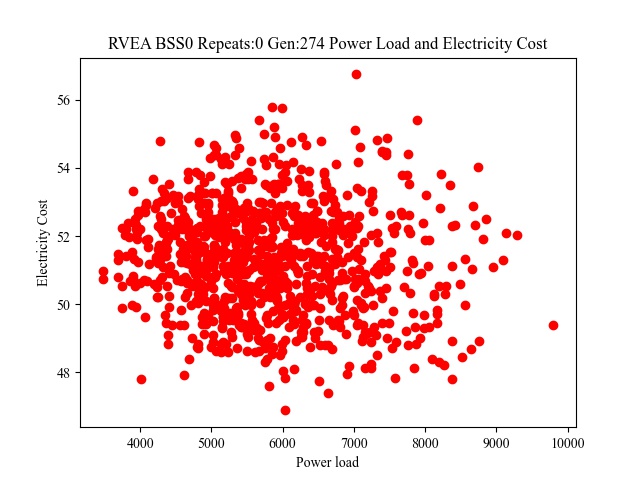 RVEA BSS0 Repeats:0 Gen:274 Power Load and Electricity Cost
56
54
52
50
48
Electricity Cost
4000 5000 6000 7000 8000 9000 10000
Power load